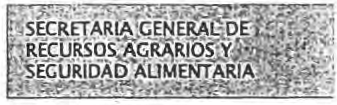 SECRETARIA GENERAL DE
RECURSOS AGRARIOS Y
SEGURIDAD ALIMENTARIA